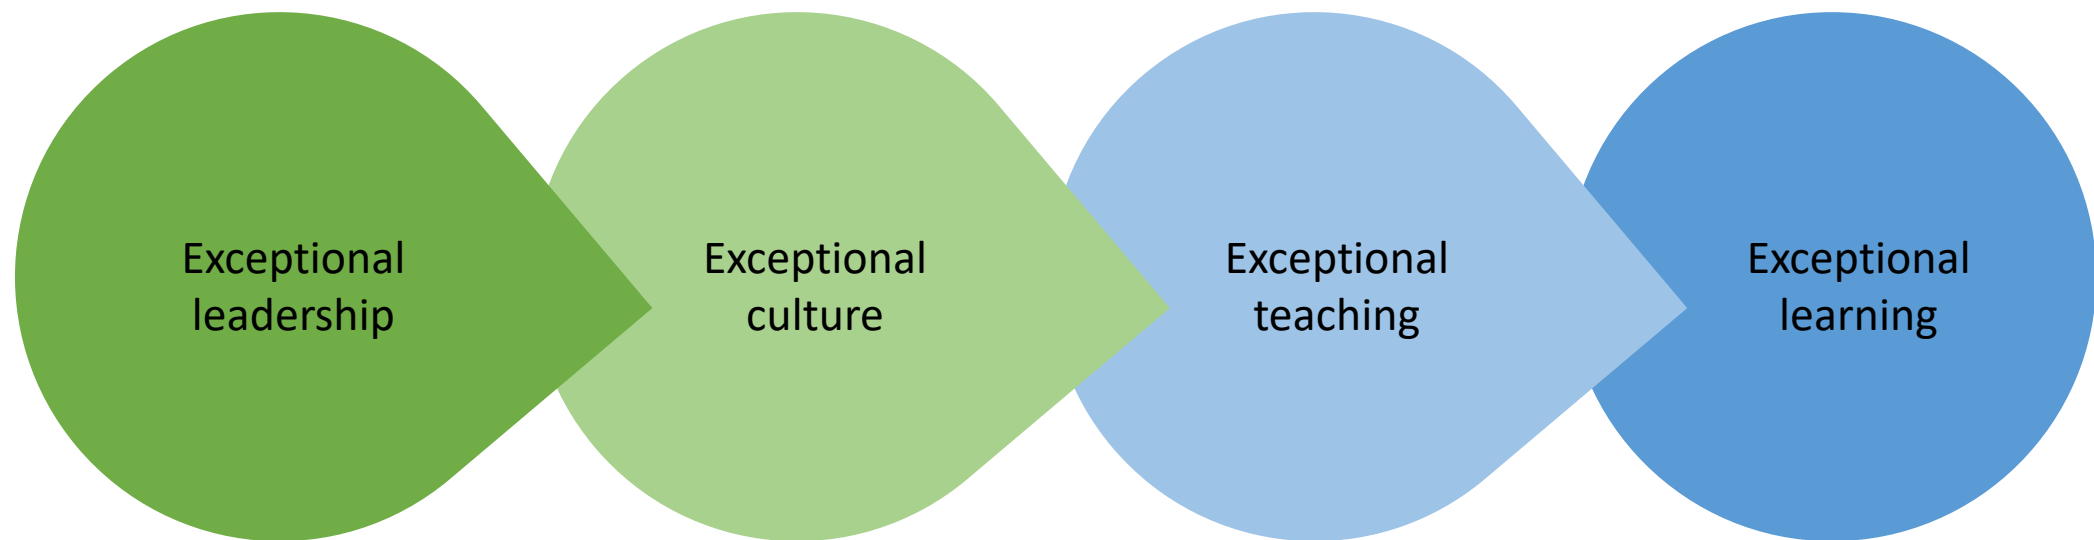 Exceptional
leadership
Exceptional
culture
Exceptional
teaching
Exceptional
learning